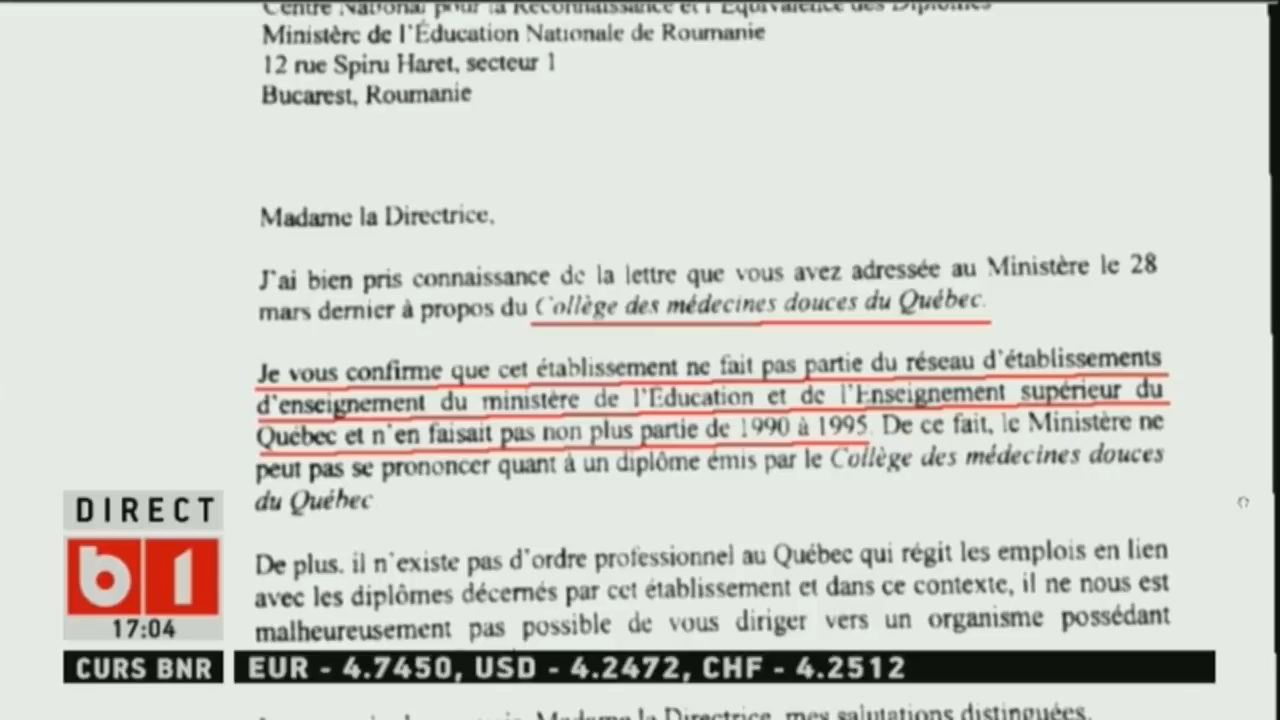 Centre National pour la Reconnaissance et l'Équivalence des Diplômes
Ministère de l'Éducation Nationale de Roumanie
12 rue Spiru Haret, secteur 1
Bucarest, Roumanie
Madame la Directrice,
J'ai bien pris connaissance de la lettre que vous avez adressée au Ministère le 28
mars dernier à propos du Collège des médecines douces du Québec.
Je vous confirme que cet établissement ne fait pas partie du réseau d'établissements
d'enseignement du ministère de l'Éducation et de l'Enseignement supérieur du
Québec et n'en faisait pas non plus partie de 1990 à 1995. De ce fait, le Ministère ne
peut pas se prononcer quant à un diplôme émis par le Collège des médecines douces
du Québec
De plus, il n'existe pas d'ordre professionnel au Québec qui régit les emplois en lien
avec les diplômes décernés par cet établissement et dans ce contexte, il ne nous est
malheureusement pas possible de vous diriger vers un organisme possédant
Madame la Directrice, mes salutations distinguées.
DIRECT
b1
17:04
CURS BNR
EUR - 4.7450, USD - 4.2472, CHF - 4.2512